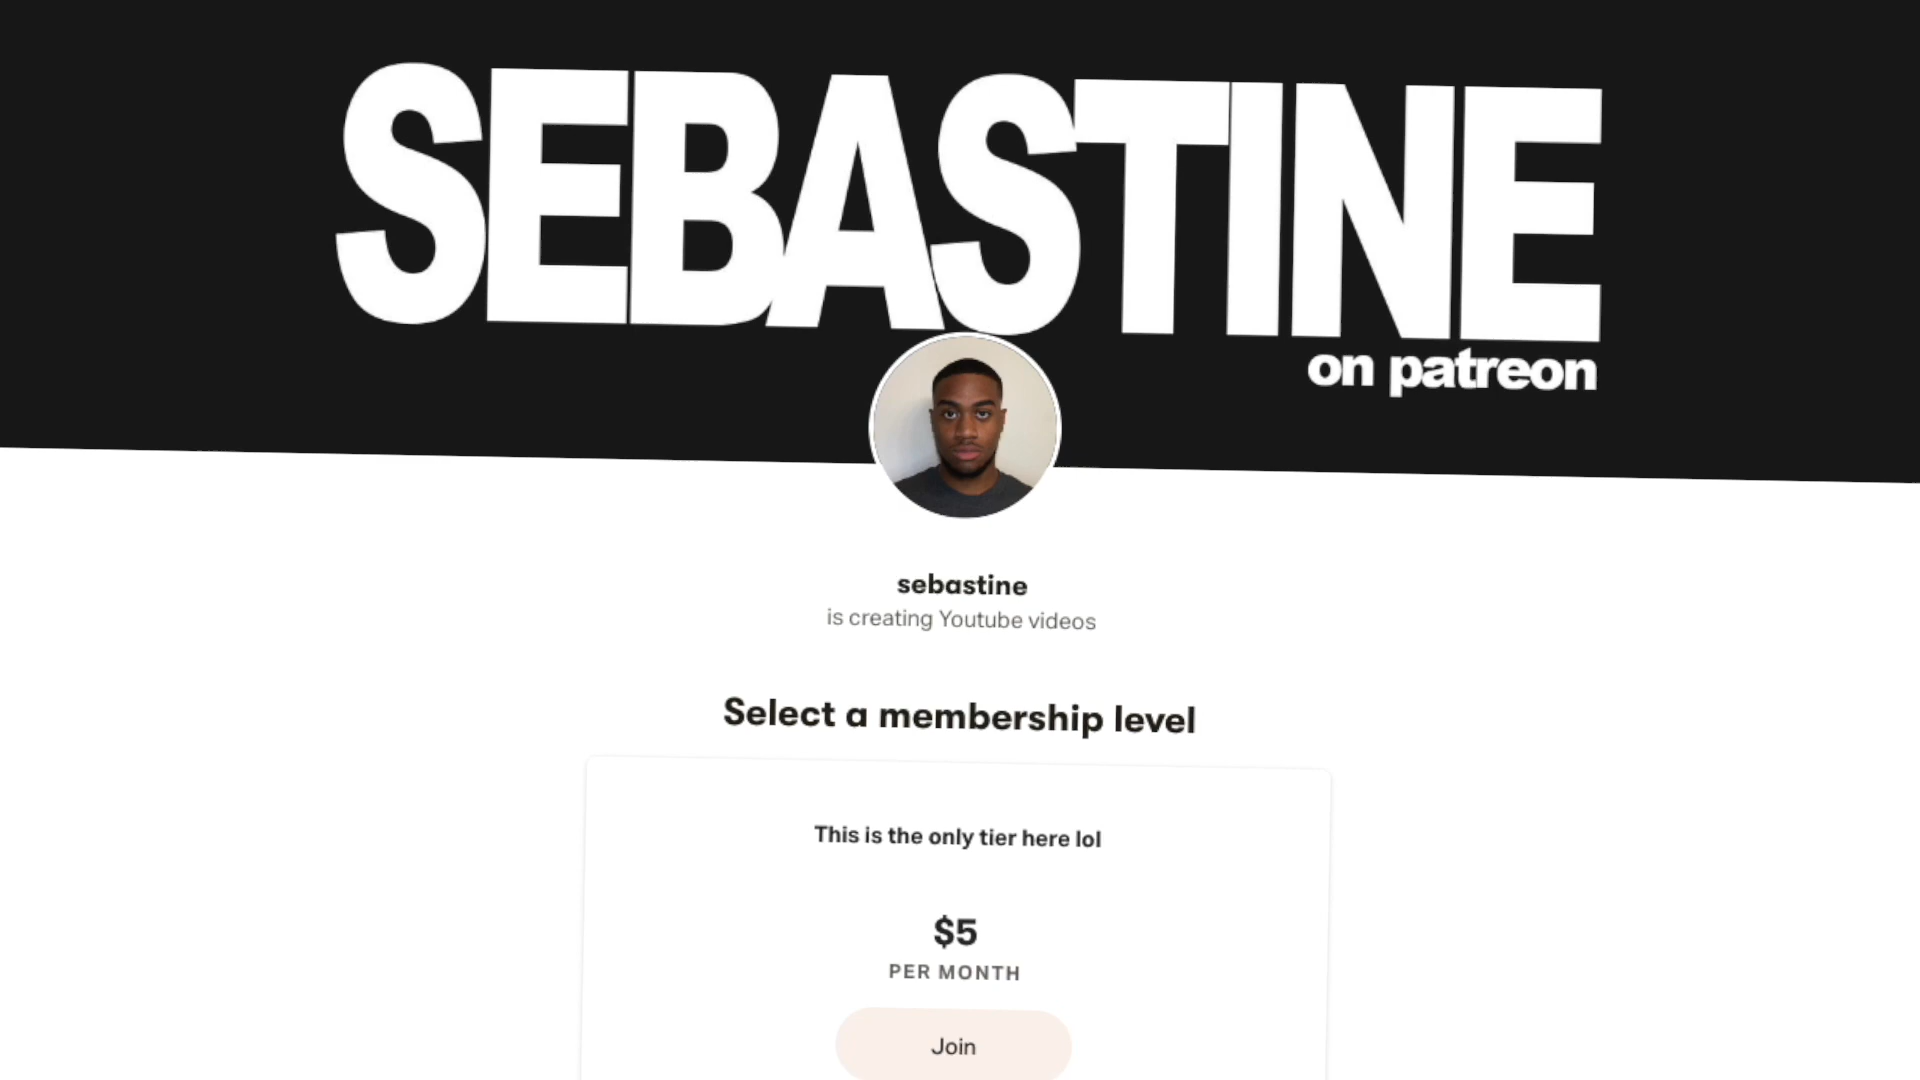 SEBASTINE
on patreon
sebastine
is creating Youtube videos
Select a membership level
This is the only tier here lol
$5
PER MONTH
Join